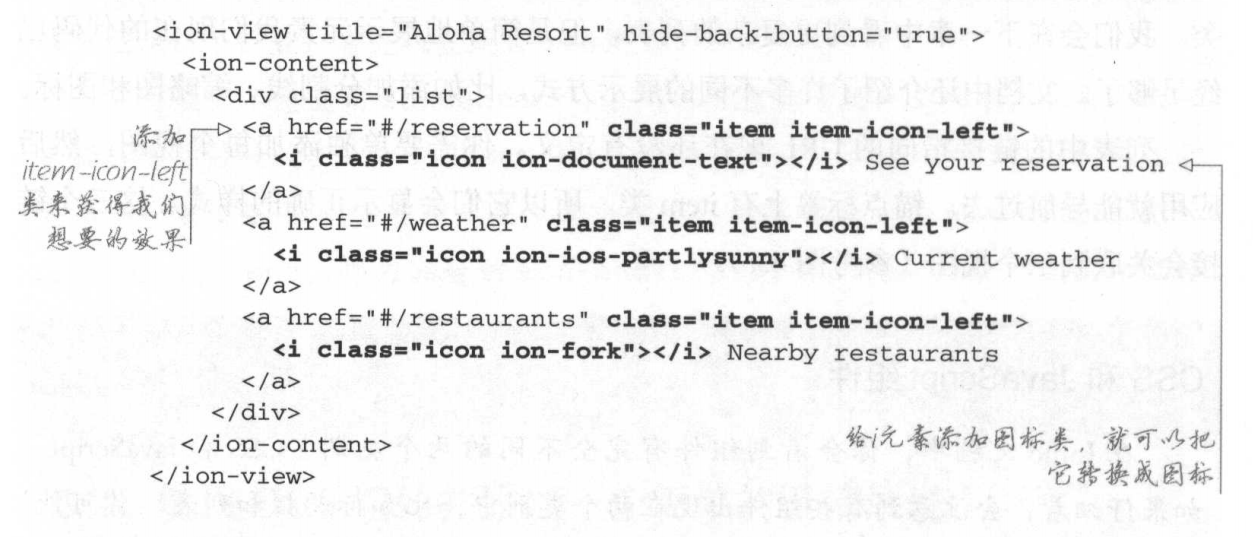 <ion-view title="Aloha Resort" hide-back-button="true">
<ion-content>
<div class="list">
<a href="#/reservation" class="item item-icon-left">
<i class="icon ion-document-text"></i> See your reservation
</a>
<a href="#/weather" class="item item-icon-left">
<i class="icon ion-ios-partlysunny"></i> Current weather
</a>
<a href="#/restaurants" class="item item-icon-left">
<i class="icon ion-fork"></i> Nearby restaurants
</a>
</div>
</ion-content>
</ion-view>
添加
item-icon-left
类来获得我们
想要的效果
给i元素添加图标类，就可以把
它转换成图标